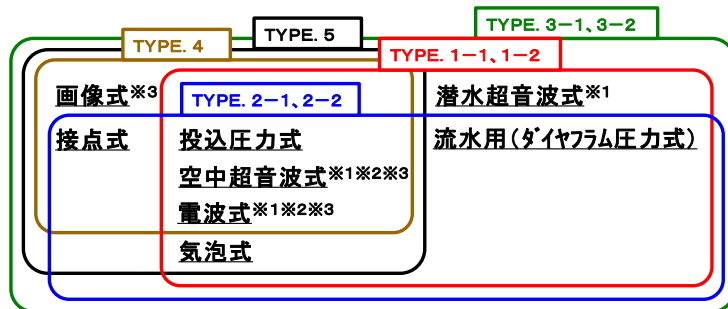 TYPE. 3-1、3-2
TYPE. 5
TYPE. 4
TYPE. 1-1、1-2
画像式※3
TYPE. 2-1、2-2
潜水超音波式※1
接点式
投込圧力式
流水用(ダイヤフラム圧力式)
空中超音波式※1※2※3
電波式※1※2※3
気泡式